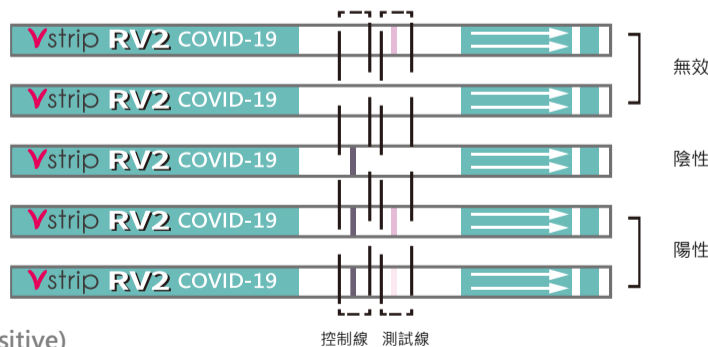 Vstrip RV2 COVID-19
Vstrip RV2 COVID-19
無效
Vstrip RV2 COVID-19
陰性
Vstrip RV2 COVID-19
Vstrip RV2 COVID-19
陽性
控制線 測試線
sitive)